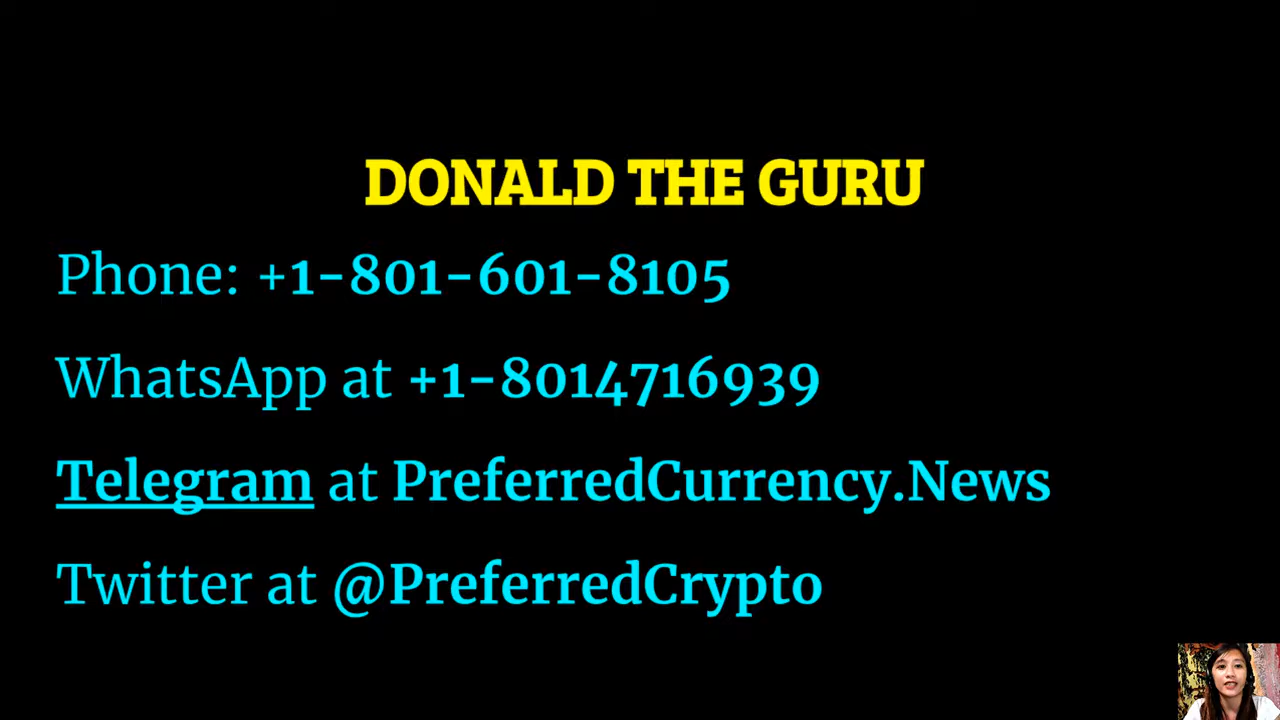 DONALD THE GURU
Phone: +1-801-601-8105
WhatsApp at +1-8014716939
Telegram at PreferredCurrency.News
Twitter at @PreferredCrypto